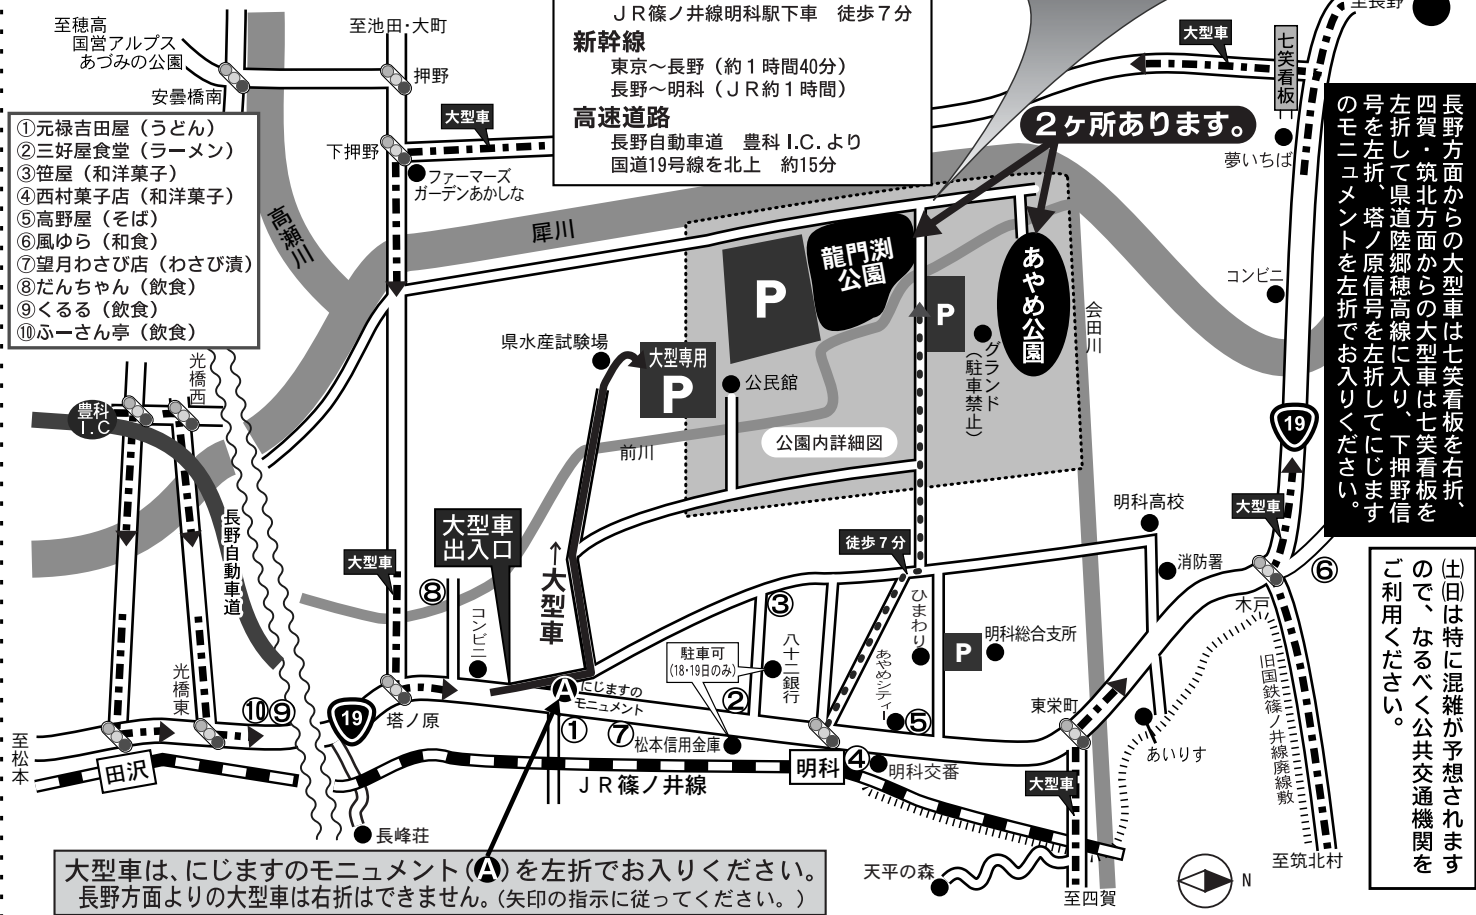 至穂高
国営アルプス
あづみの公園
安曇橋南
至池田・大町
押野
下押野
大型車
ファーマーズ
ガーデンあかしな
高瀬川
犀川
JR篠ノ井線明科駅下車 徒歩7分
新幹線
東京〜長野（約1時間40分）
長野〜明科（JR約1時間）
高速道路
長野自動車道 豊科I.C.より
国道19号線を北上 約15分
①元禄吉田屋（うどん）
②三好屋食堂（ラーメン）
③笹屋（和洋菓子）
④西村菓子店（和洋菓子）
⑤高野屋（そば）
⑥風ゆら（和食）
⑦望月わさび店（わさび漬）
⑧だんちゃん（飲食）
⑨くるる（飲食）
⑩ふーさん亭（飲食）
2ヶ所あります。
大型車
七笑看板
夢いちば
コンビニ
19
長野方面からの大型車は七笑看板を右折、
四賀・筑北方面からの大型車は七笑看板を
左折して県道陸郷穂高線に入り、下押野信
号を左折、塔ノ原信号を左折してにじます
のモニュメントを左折でお入りください。
龍門渕
公園
P
あやめ公園
P
グランド
（駐車禁止）
会田川
県水産試験場
大型専用
P
公民館
公園内詳細図
前川
光橋西
豊科
I.C
長野自動車道
大型車
大型車
出入口
←大型車
⑧
コンビニ
徒歩7分
明科高校
大型車
消防署
⑥
木戸
㈯㈰は特に混雑が予想されます
ので、なるべく公共交通機関を
ご利用ください。
③
八十二銀行
駐車可
（18・19日のみ）
②
ひまわり
あやめシティー
⑤
P
明科総合支所
東栄町
旧国鉄篠ノ井線廃線敷
あいりす
光橋東
⑩⑨
19
塔ノ原
A
にじますの
モニュメント
①
⑦
松本信用金庫
至松本
田沢
JR篠ノ井線
明科
④
明科交番
大型車
長峰荘
天平の森
至四賀
至筑北村
N
大型車は、にじますのモニュメント（A）を左折でお入りください。
長野方面よりの大型車は右折はできません。（矢印の指示に従ってください。）